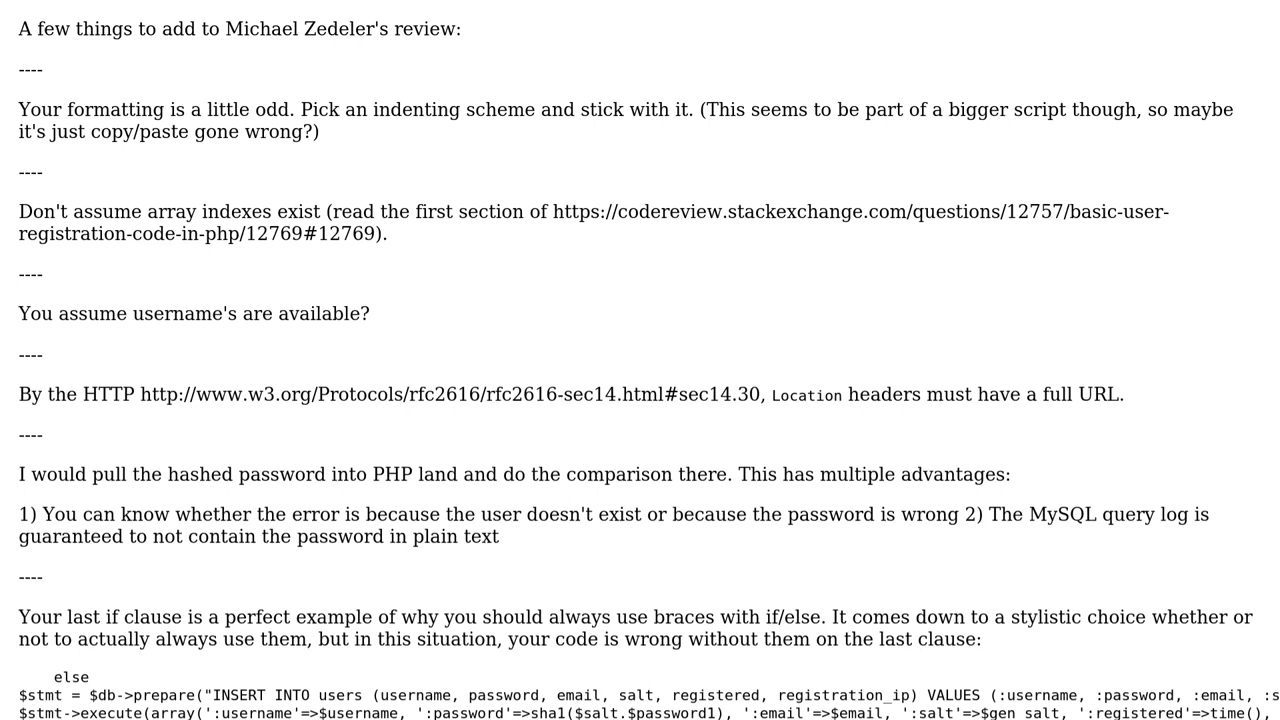 A few things to add to Michael Zedeler's review:
----
Your formatting is a little odd. Pick an indenting scheme and stick with it. (This seems to be part of a bigger script though, so maybe
it's just copy/paste gone wrong?)
----
Don't assume array indexes exist (read the first section of https://codereview.stackexchange.com/questions/12757/basic-user-
registration-code-in-php/12769#12769).
----
You assume username's are available?
----
By the HTTP http://www.w3.org/Protocols/rfc2616/rfc2616-sec14.html#sec14.30, Location headers must have a full URL.
----
I would pull the hashed password into PHP land and do the comparison there. This has multiple advantages:
1) You can know whether the error is because the user doesn't exist or because the password is wrong 2) The MySQL query log is
guaranteed to not contain the password in plain text
----
Your last if clause is a perfect example of why you should always use braces with if/else. It comes down to a stylistic choice whether or
not to actually always use them, but in this situation, your code is wrong without them on the last clause:
else
$stmt = $db->prepare("INSERT INTO users (username, password, email, salt, registered, registration_ip) VALUES (:username, :password, :email, :s
$stmt->execute(array(':username'=>$username, ':password'=>sha1($salt.$password1), ':email'=>$email, ':salt'=>$gen_salt, ':registered'=>time(),